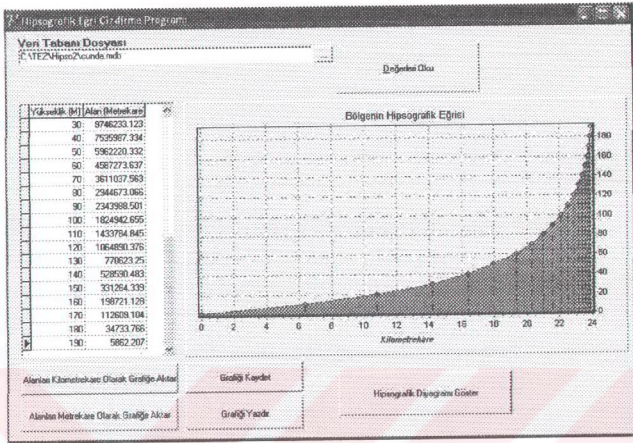 Hipsografik Eğri Çizdirme Programı
Veri Tabanı Dosyası
C:\TEZ\Hipso2\cunda.mdb
...
Değerleri Oku
Yükseklik (M) Alan (Metrekare)
30 9746233.123
40 7535987.334
50 5962220.332
60 4587273.637
70 3611037.563
80 2944673.066
90 2343988.501
100 1824942.655
110 1433784.845
120 1064890.376
130 770623.25
140 528590.483
150 331264.339
160 198721.128
170 112609.104
180 34733.766
190 5862.207
Bölgenin Hipsografik Eğrisi
180
160
140
120
100
80
60
40
20
0
0 2 4 6 8 10 12 14 16 18 20 22 24
Kilometrekare
Alanları Kilometrekare Olarak Grafiğe Aktar
Grafiği Kaydet
Hipsografik Diyagramı Göster
Alanları Metrekare Olarak Grafiğe Aktar
Grafiği Yazdır